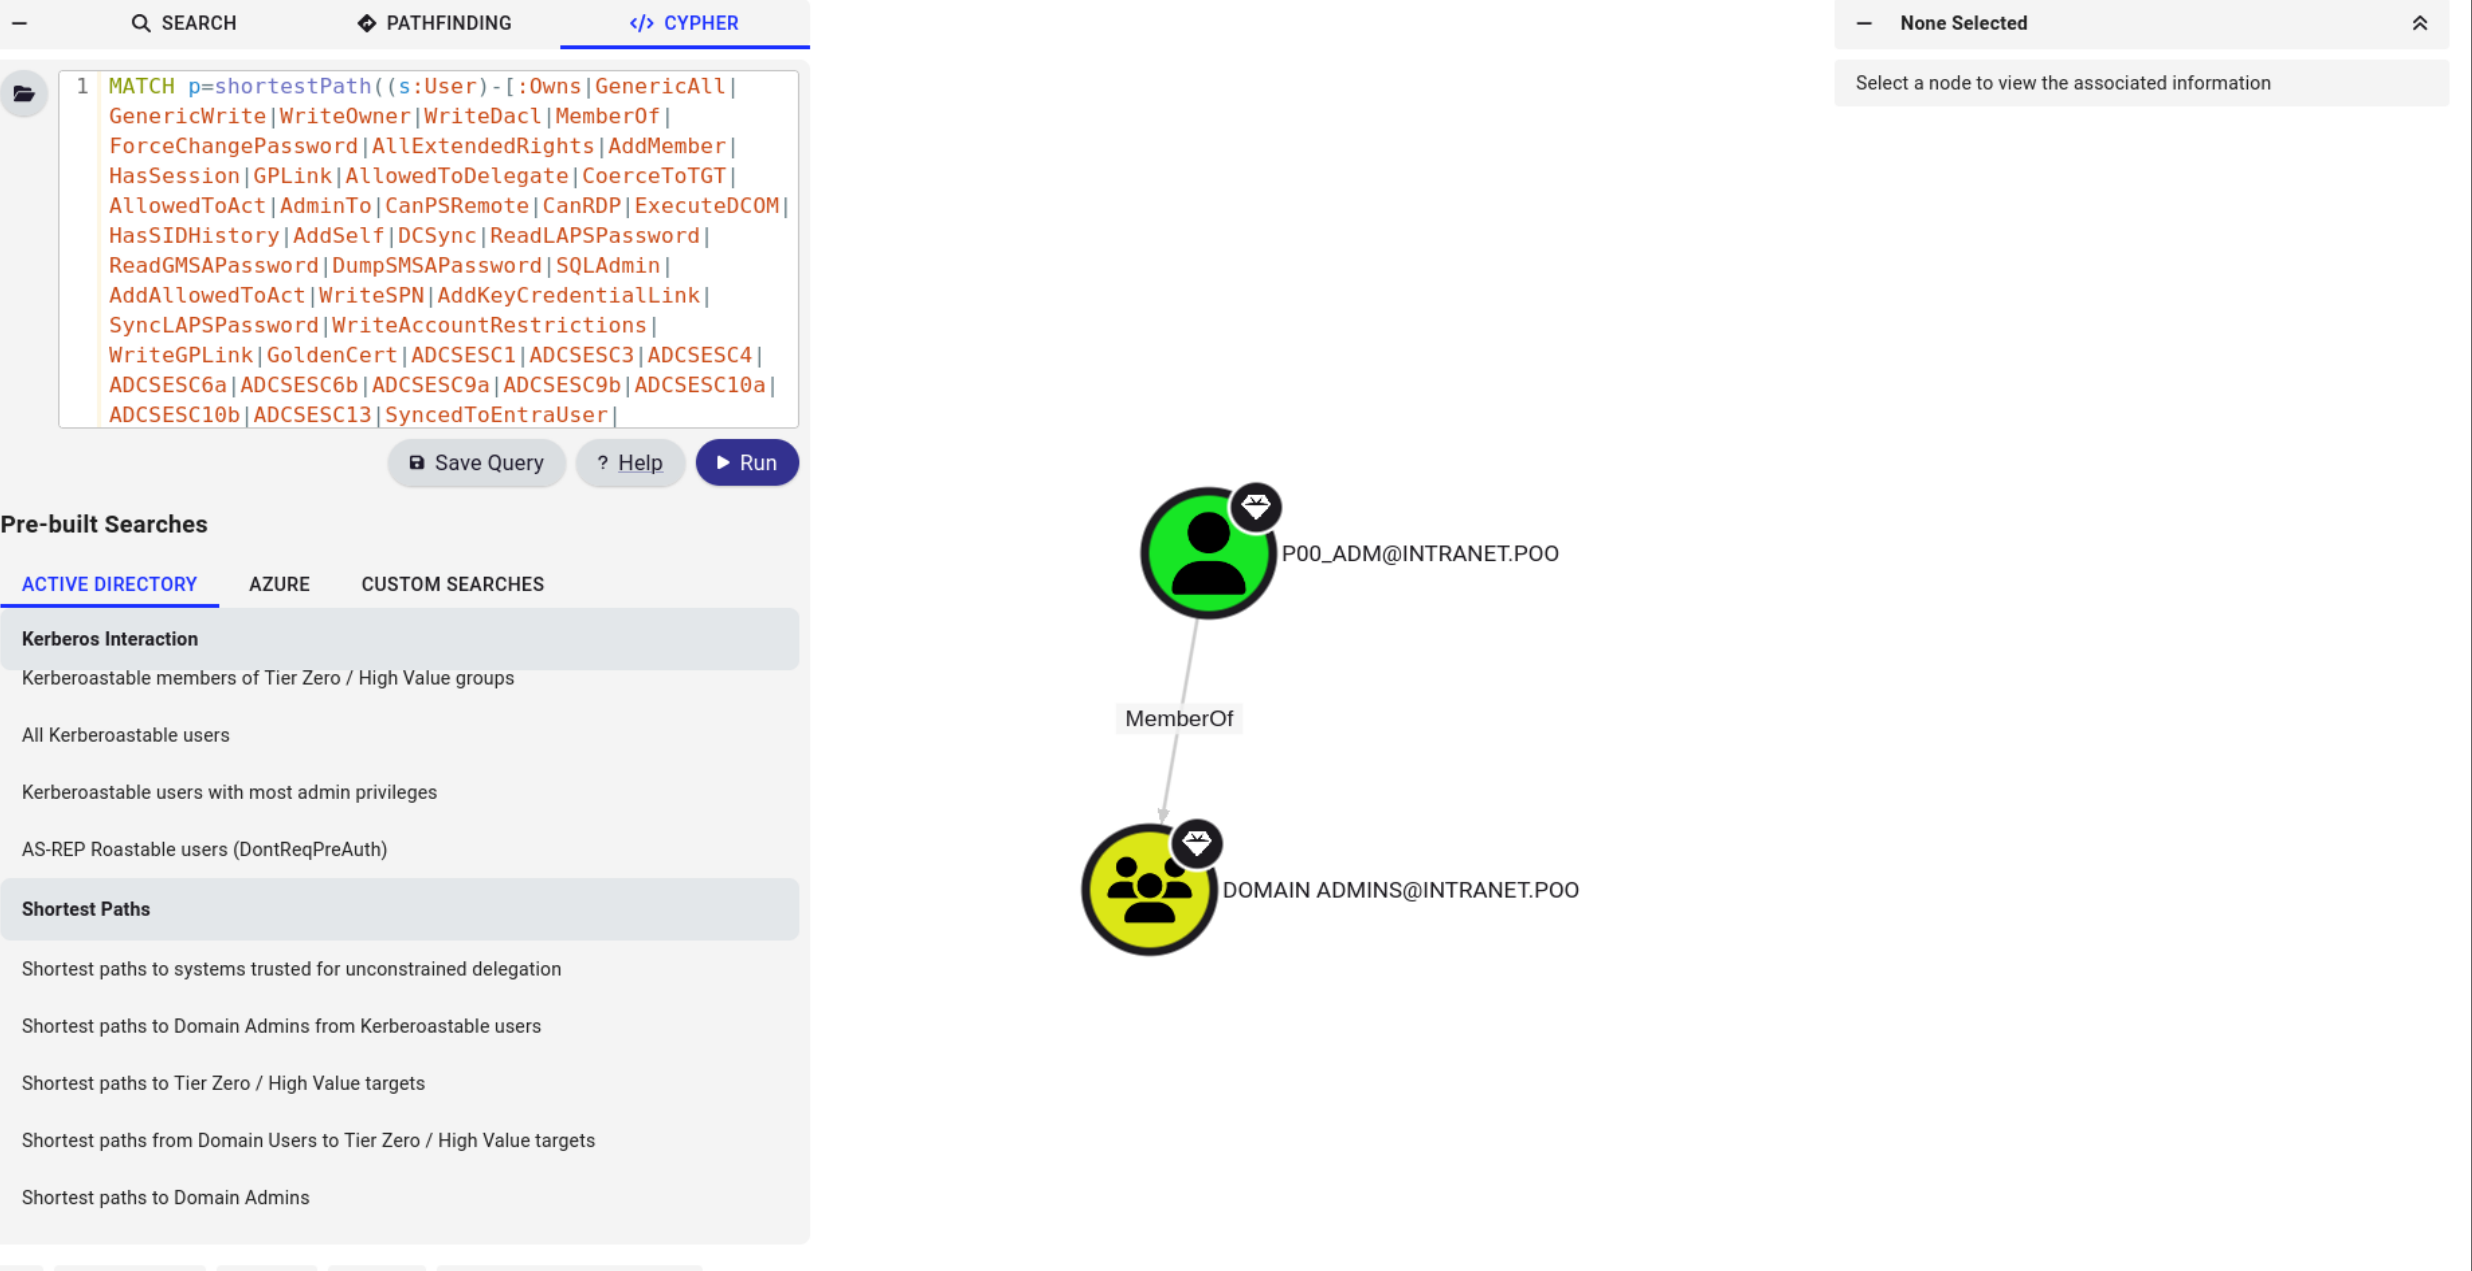 SEARCH
PATHFINDING
</> CYPHER
1 MATCH p=shortestPath((s:User)-[:Owns|GenericAll|
GenericWrite|WriteOwner|WriteDacl|MemberOf|
ForceChangePassword|AllExtendedRights|AddMember|
HasSession|GPLink|AllowedToDelegate|CoerceToTGT|
AllowedToAct|AdminTo|CanPSRemote|CanRDP|ExecuteDCOM|
HasSIDHistory|AddSelf|DCSync|ReadLAPSPassword|
ReadGMSAPassword|DumpSMSAPassword|SQLAdmin|
AddAllowedToAct|WriteSPN|AddKeyCredentialLink|
SyncLAPSPassword|WriteAccountRestrictions|
WriteGPLink|GoldenCert|ADCSESC1|ADCSESC3|ADCSESC4|
ADCSESC6a|ADCSESC6b|ADCSESC9a|ADCSESC9b|ADCSESC10a|
ADCSESC10b|ADCSESC13|SyncedToEntraUser|
Save Query
? Help
Run
Pre-built Searches
ACTIVE DIRECTORY
AZURE
CUSTOM SEARCHES
Kerberos Interaction
Kerberoastable members of Tier Zero / High Value groups
All Kerberoastable users
Kerberoastable users with most admin privileges
AS-REP Roastable users (DontReqPreAuth)
Shortest Paths
Shortest paths to systems trusted for unconstrained delegation
Shortest paths to Domain Admins from Kerberoastable users
Shortest paths to Tier Zero / High Value targets
Shortest paths from Domain Users to Tier Zero / High Value targets
Shortest paths to Domain Admins
P00_ADM@INTRANET.POO
MemberOf
DOMAIN ADMINS@INTRANET.POO
None Selected
Select a node to view the associated information